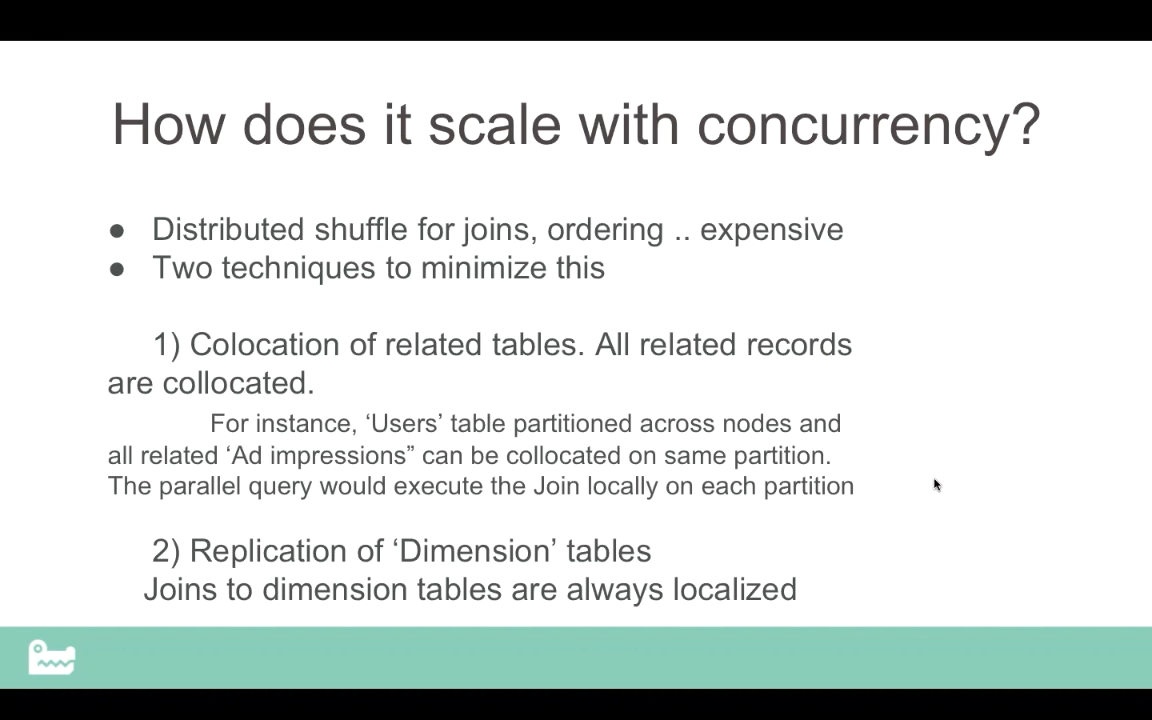 How does it scale with concurrency?
● Distributed shuffle for joins, ordering .. expensive
● Two techniques to minimize this
1) Colocation of related tables. All related records
are collocated.
For instance, ‘Users’ table partitioned across nodes and
all related ‘Ad impressions” can be collocated on same partition.
The parallel query would execute the Join locally on each partition
2) Replication of ‘Dimension’ tables
Joins to dimension tables are always localized